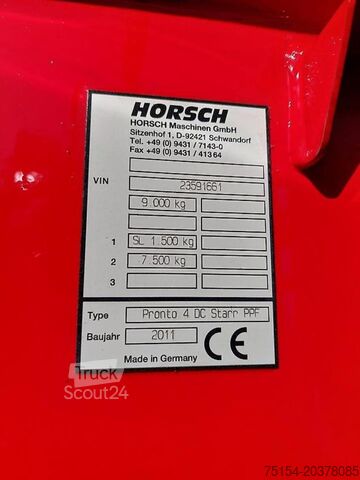 HORSCH
HORSCH Maschinen GmbH
Sitzenhof 1, D-92421 Schwandorf
Tel. +49 (0) 9431 / 7143-0
Fax +49 (0) 9431 / 41364
VIN 23591661
9.000 kg
1 SL 1.500 kg
2 7.500 kg
3
Type Pronto 4 DC Starr PPF
Baujahr 2011 CE
Made in Germany
Truck
Scout24
75154-20378085